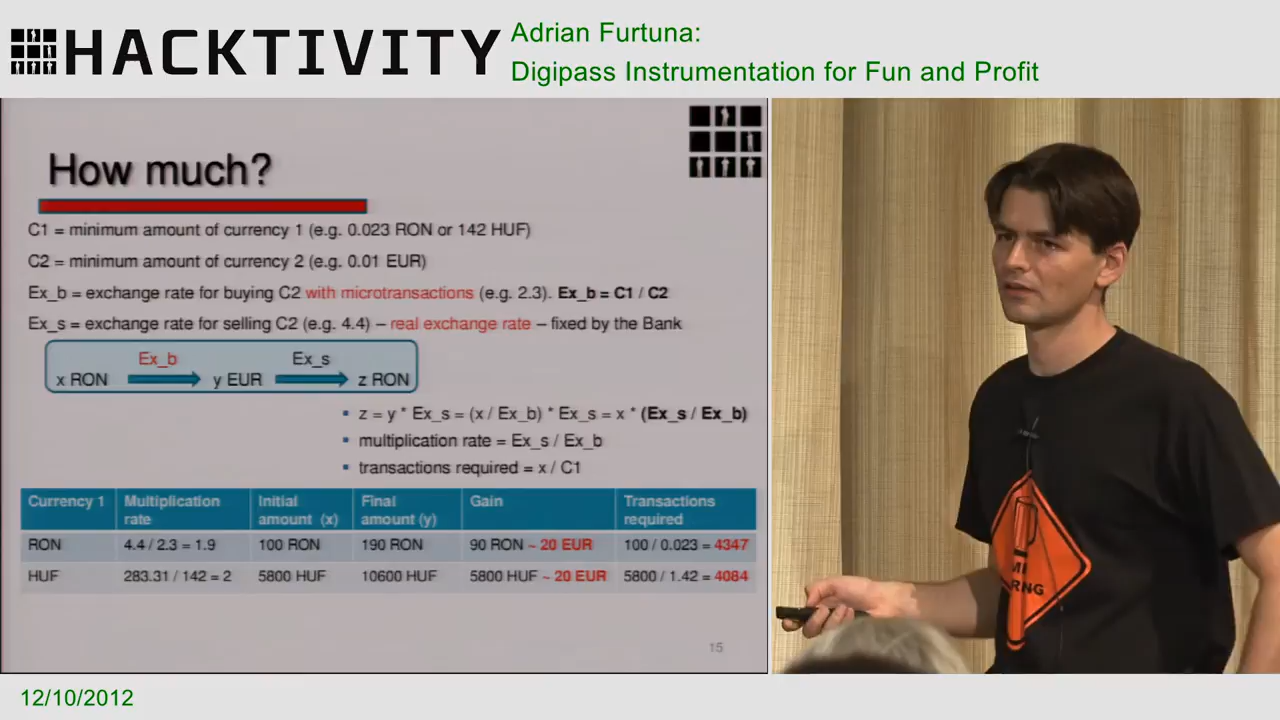 HACKTIVITY
Adrian Furtuna:
Digipass Instrumentation for Fun and Profit
How much?
C1 = minimum amount of currency 1 (e.g. 0.023 RON or 142 HUF)
C2 = minimum amount of currency 2 (e.g. 0.01 EUR)
Ex_b = exchange rate for buying C2 with microtransactions (e.g. 2.3). Ex_b = C1 / C2
Ex_s = exchange rate for selling C2 (e.g. 4.4) – real exchange rate – fixed by the Bank
Ex_b Ex_s
x RON y EUR z RON
▪ z = y * Ex_s = (x / Ex_b) * Ex_s = x * (Ex_s / Ex_b)
▪ multiplication rate = Ex_s / Ex_b
▪ transactions required = x / C1
Currency 1 Multiplication Initial Final Gain Transactions
rate amount (x) amount (y) required
RON 4.4 / 2.3 = 1.9 100 RON 190 RON 90 RON ~ 20 EUR 100 / 0.023 = 4347
HUF 283.31 / 142 = 2 5800 HUF 10600 HUF 5800 HUF ~ 20 EUR 5800 / 1.42 = 4084
15
12/10/2012